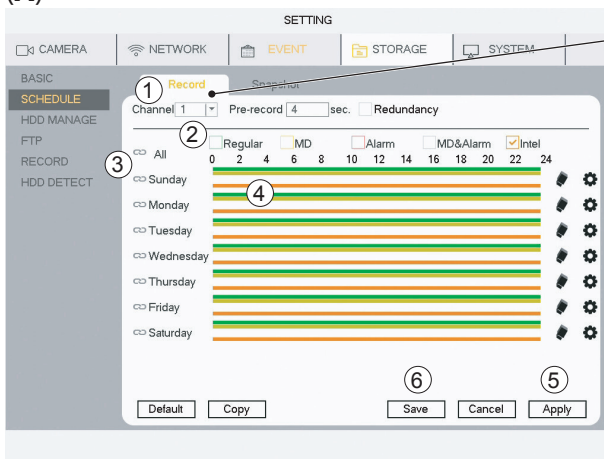 SETTING
CAMERA NETWORK EVENT STORAGE SYSTEM
BASIC
SCHEDULE
HDD MANAGE
FTP
RECORD
HDD DETECT
1 Record Snapshot
Channel 1 Pre-record 4 sec. Redundancy
2 Regular MD Alarm MD&Alarm Intel
3 All 0 2 4 6 8 10 12 14 16 18 20 22 24
Sunday 4
Monday
Tuesday
Wednesday
Thursday
Friday
Saturday
6 5
Default Copy Save Cancel Apply